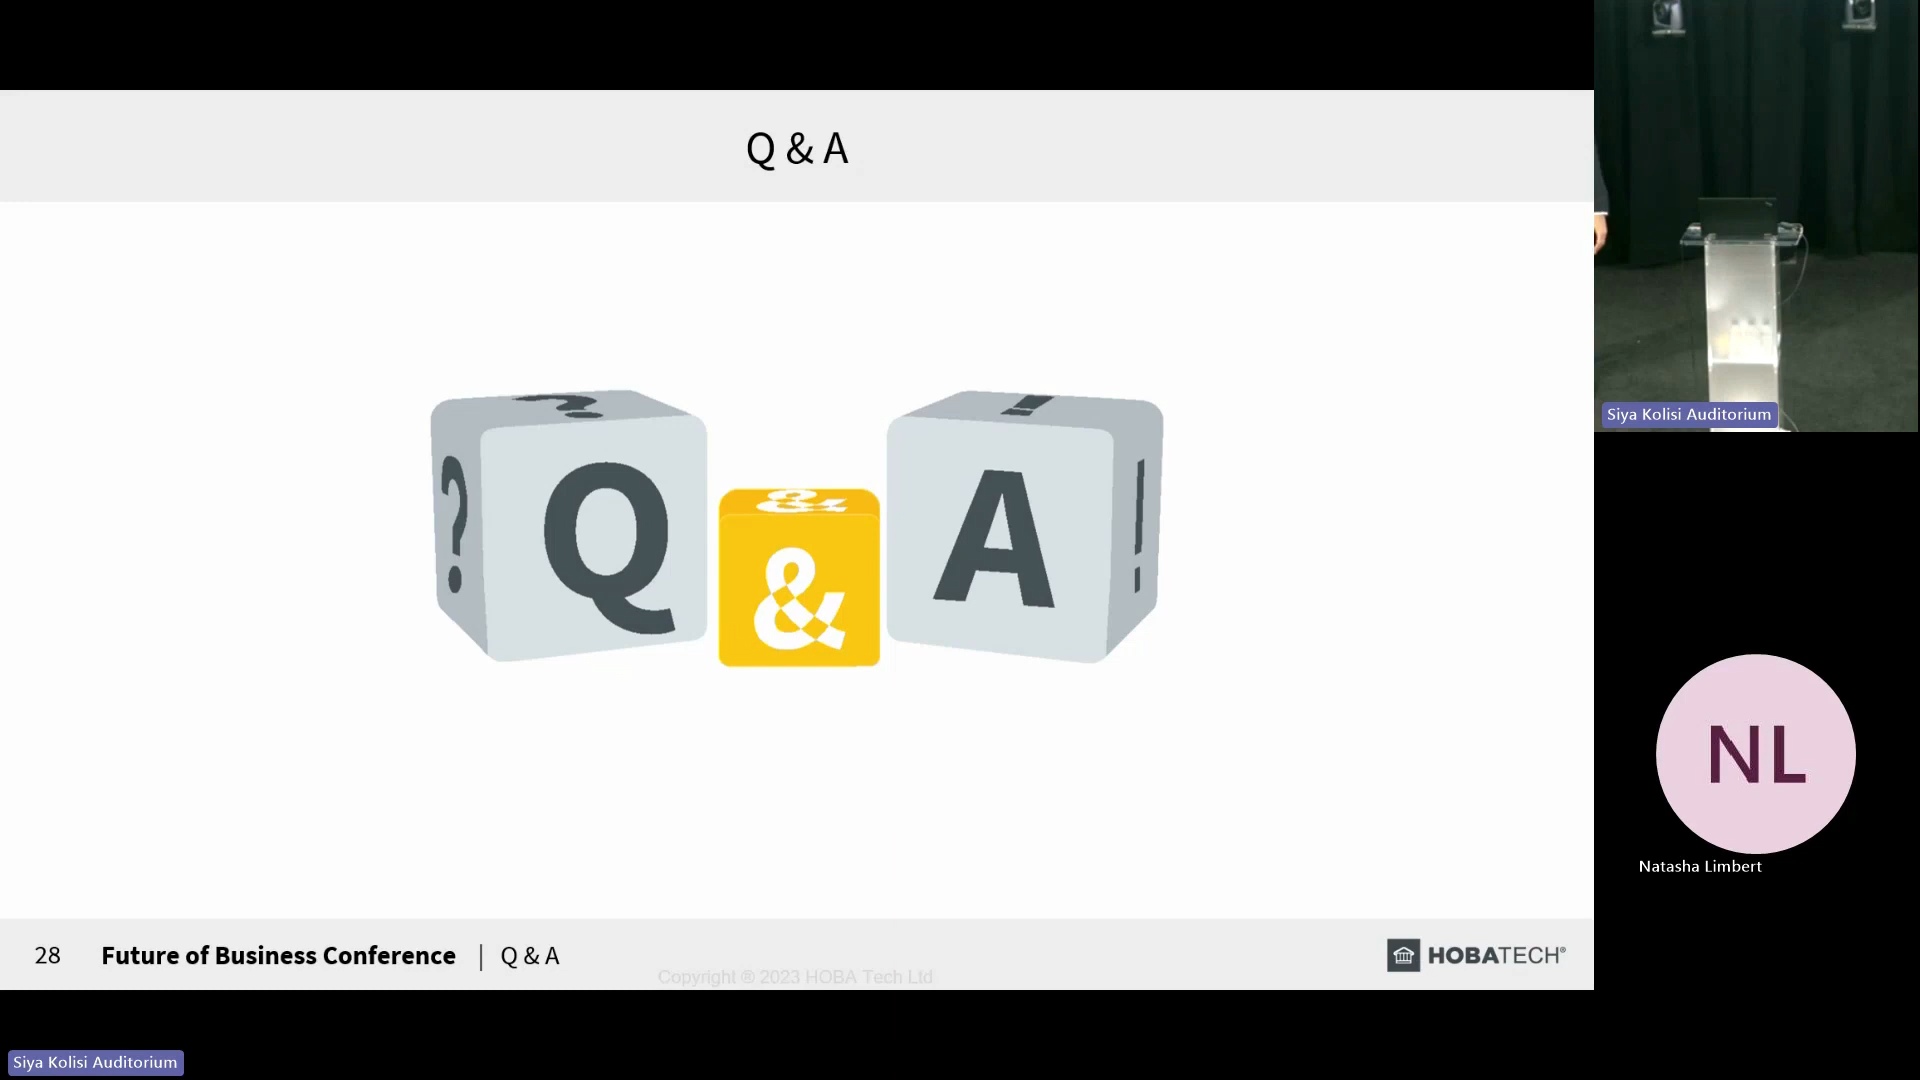 Q & A
? ! 
? Q & A !
&
28 Future of Business Conference | Q & A
HOBATECH®
Copyright ® 2023 HOBA Tech Ltd
Siya Kolisi Auditorium
NL
Natasha Limbert
Siya Kolisi Auditorium